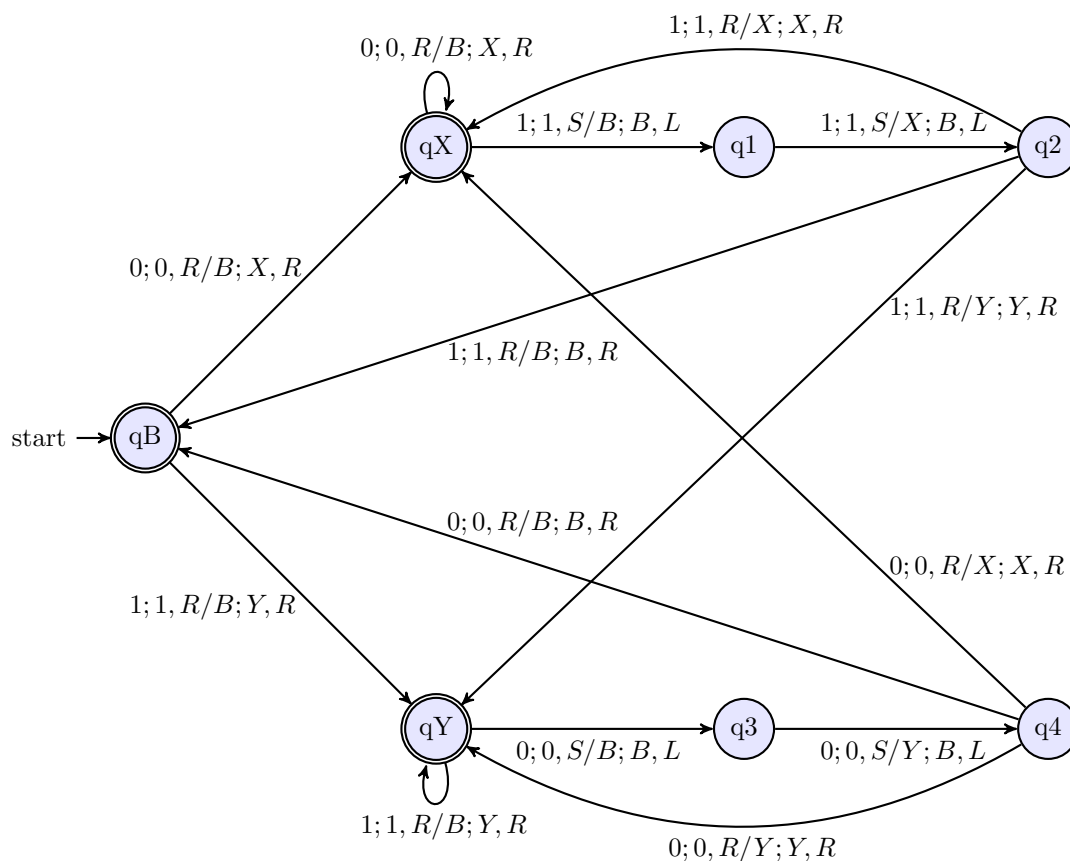 1; 1, R/X; X, R
0; 0, R/B; X, R
1; 1, S/B; B, L
1; 1, S/X; B, L
qX
q1
q2
0; 0, R/B; X, R
1; 1, R/Y; Y, R
1; 1, R/B; B, R
start
qB
0; 0, R/B; B, R
0; 0, R/X; X, R
1; 1, R/B; Y, R
qY
q3
q4
0; 0, S/B; B, L
0; 0, S/Y; B, L
1; 1, R/B; Y, R
0; 0, R/Y; Y, R